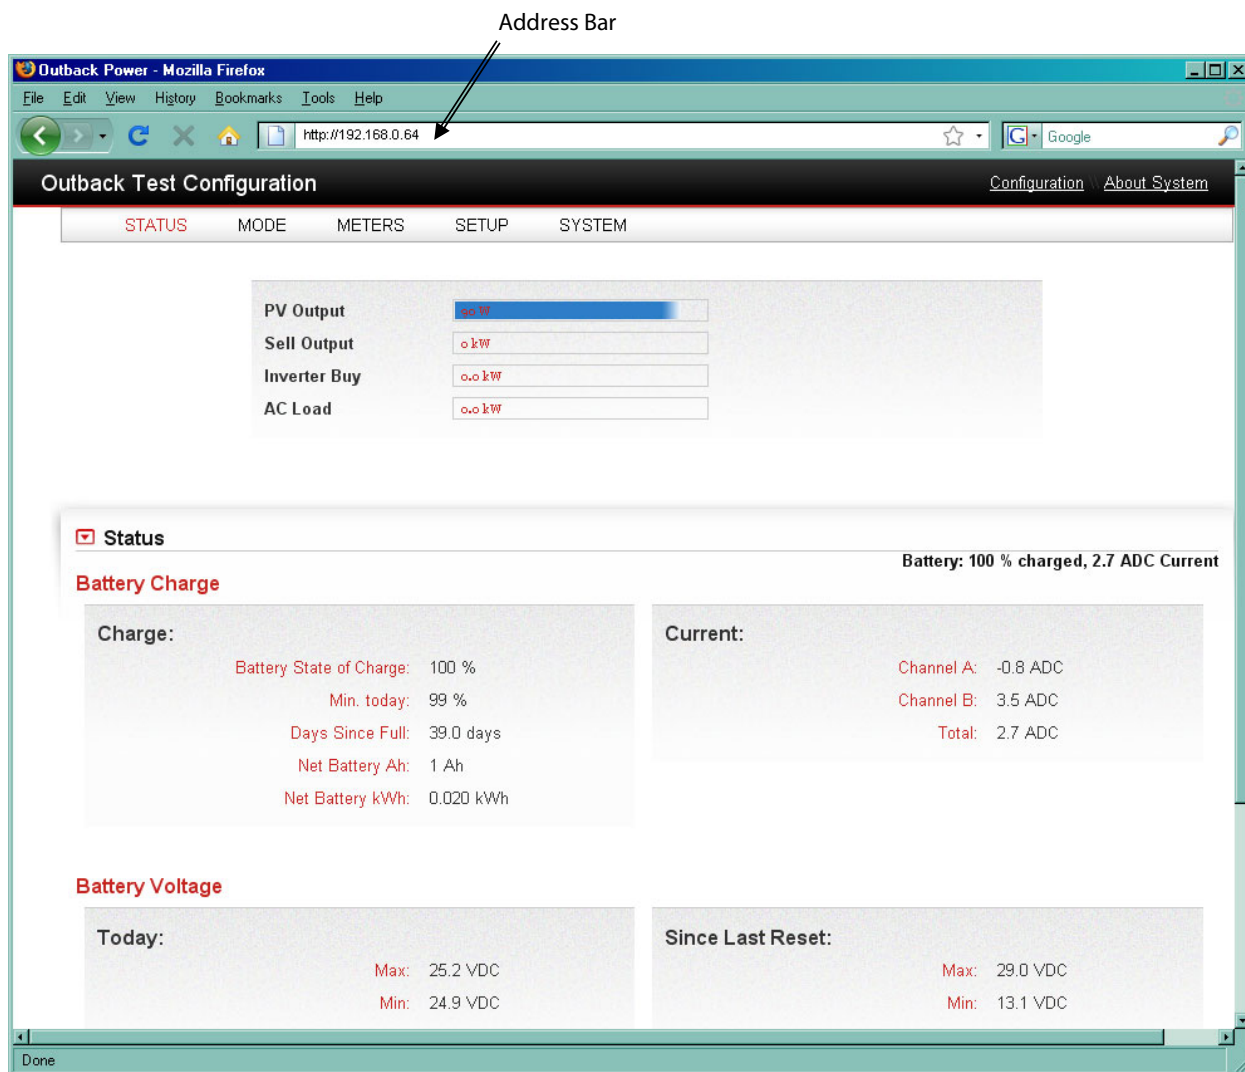 Address Bar
Outback Power - Mozilla Firefox
File Edit View History Bookmarks Tools Help
http://192.168.0.64 G Google
Outback Test Configuration Configuration \\ About System
STATUS MODE METERS SETUP SYSTEM
PV Output 90 W
Sell Output 0 kW
Inverter Buy 0.0 kW
AC Load 0.0 kW
Status
Battery: 100 % charged, 2.7 ADC Current
Battery Charge
Charge: Current:
Battery State of Charge: 100 % Channel A: -0.8 ADC
Min. today: 99 % Channel B: 3.5 ADC
Days Since Full: 39.0 days Total: 2.7 ADC
Net Battery Ah: 1 Ah
Net Battery kWh: 0.020 kWh
Battery Voltage
Today: Since Last Reset:
Max: 25.2 VDC Max: 29.0 VDC
Min: 24.9 VDC Min: 13.1 VDC
Done